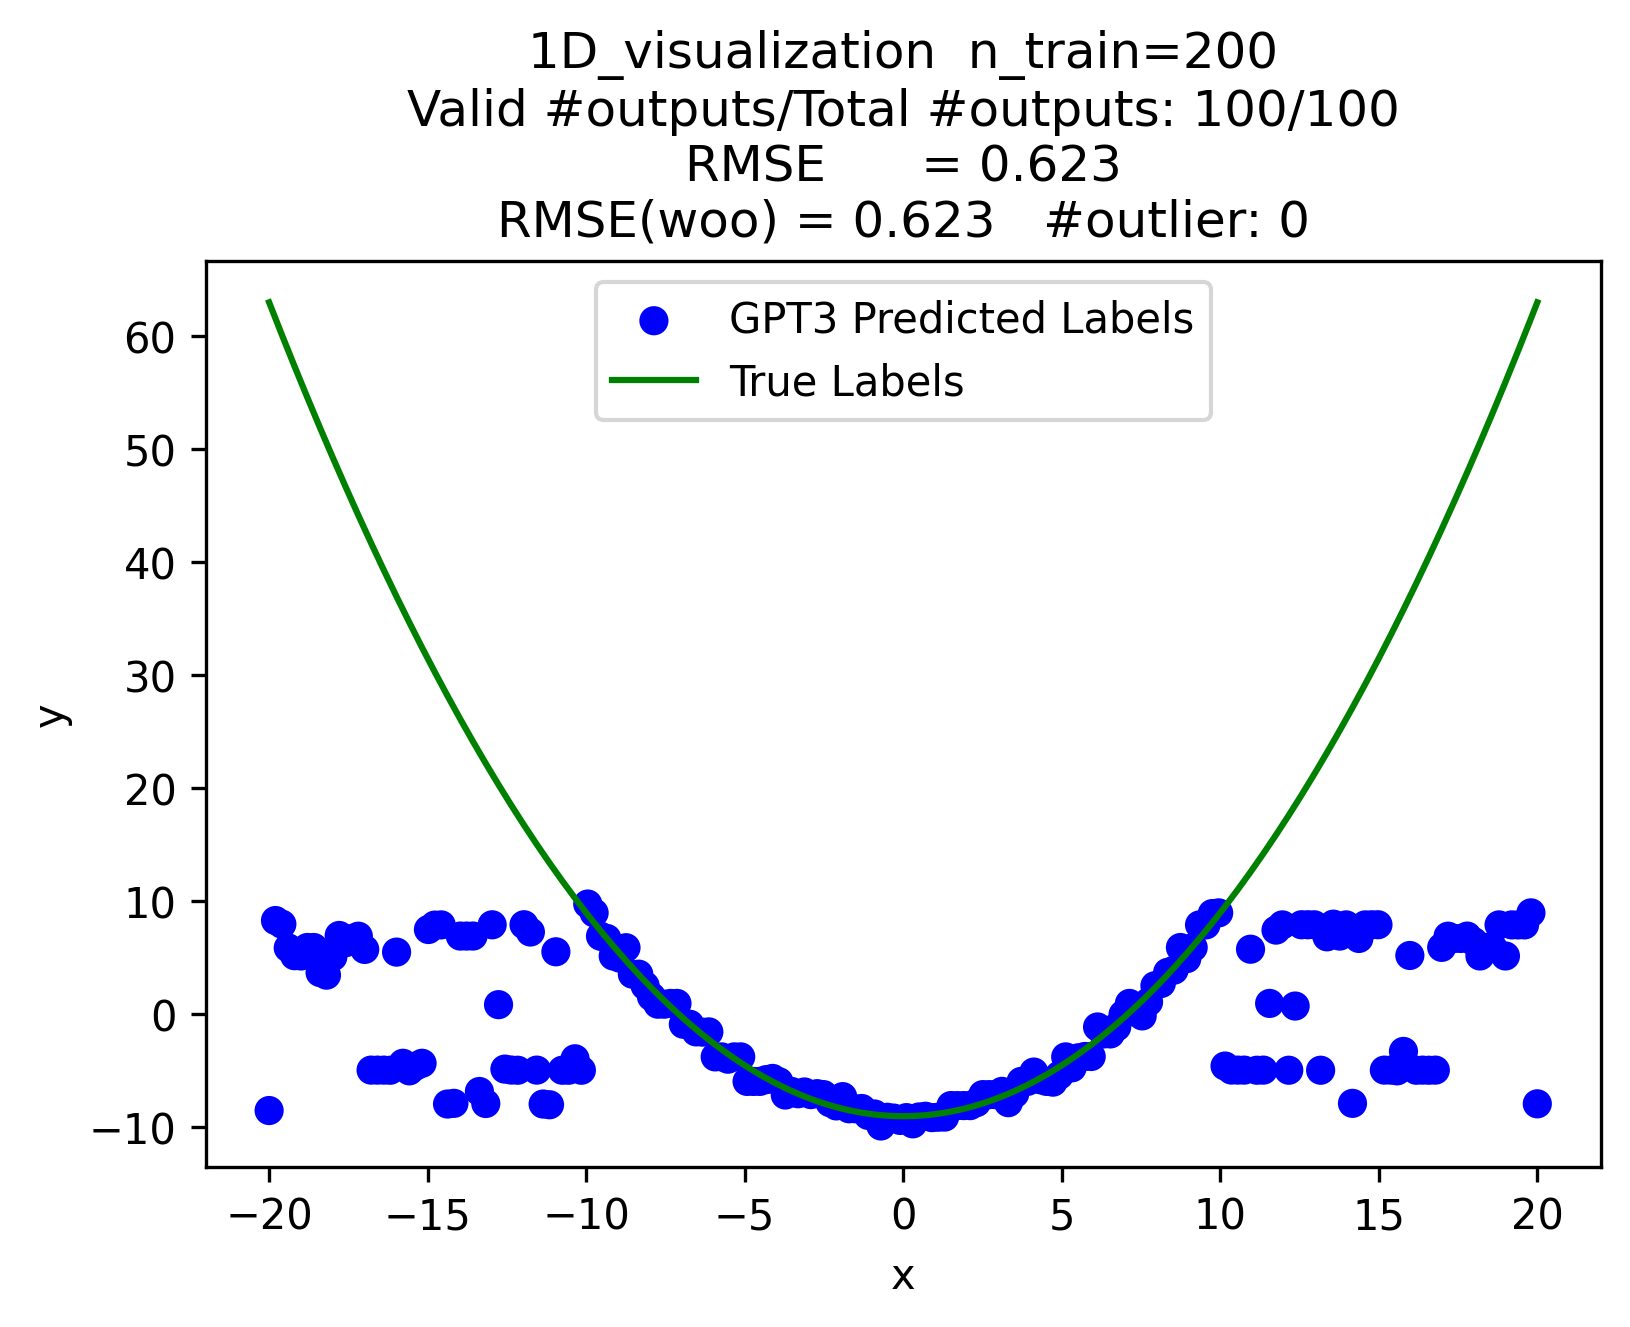 1D_visualization  n_train=200
Valid #outputs/Total #outputs: 100/100
RMSE      = 0.623
RMSE(woo) = 0.623   #outlier: 0
GPT3 Predicted Labels
True Labels
60
50
40
30
20
10
0
−10
y
−20 −15 −10 −5 0 5 10 15 20
x